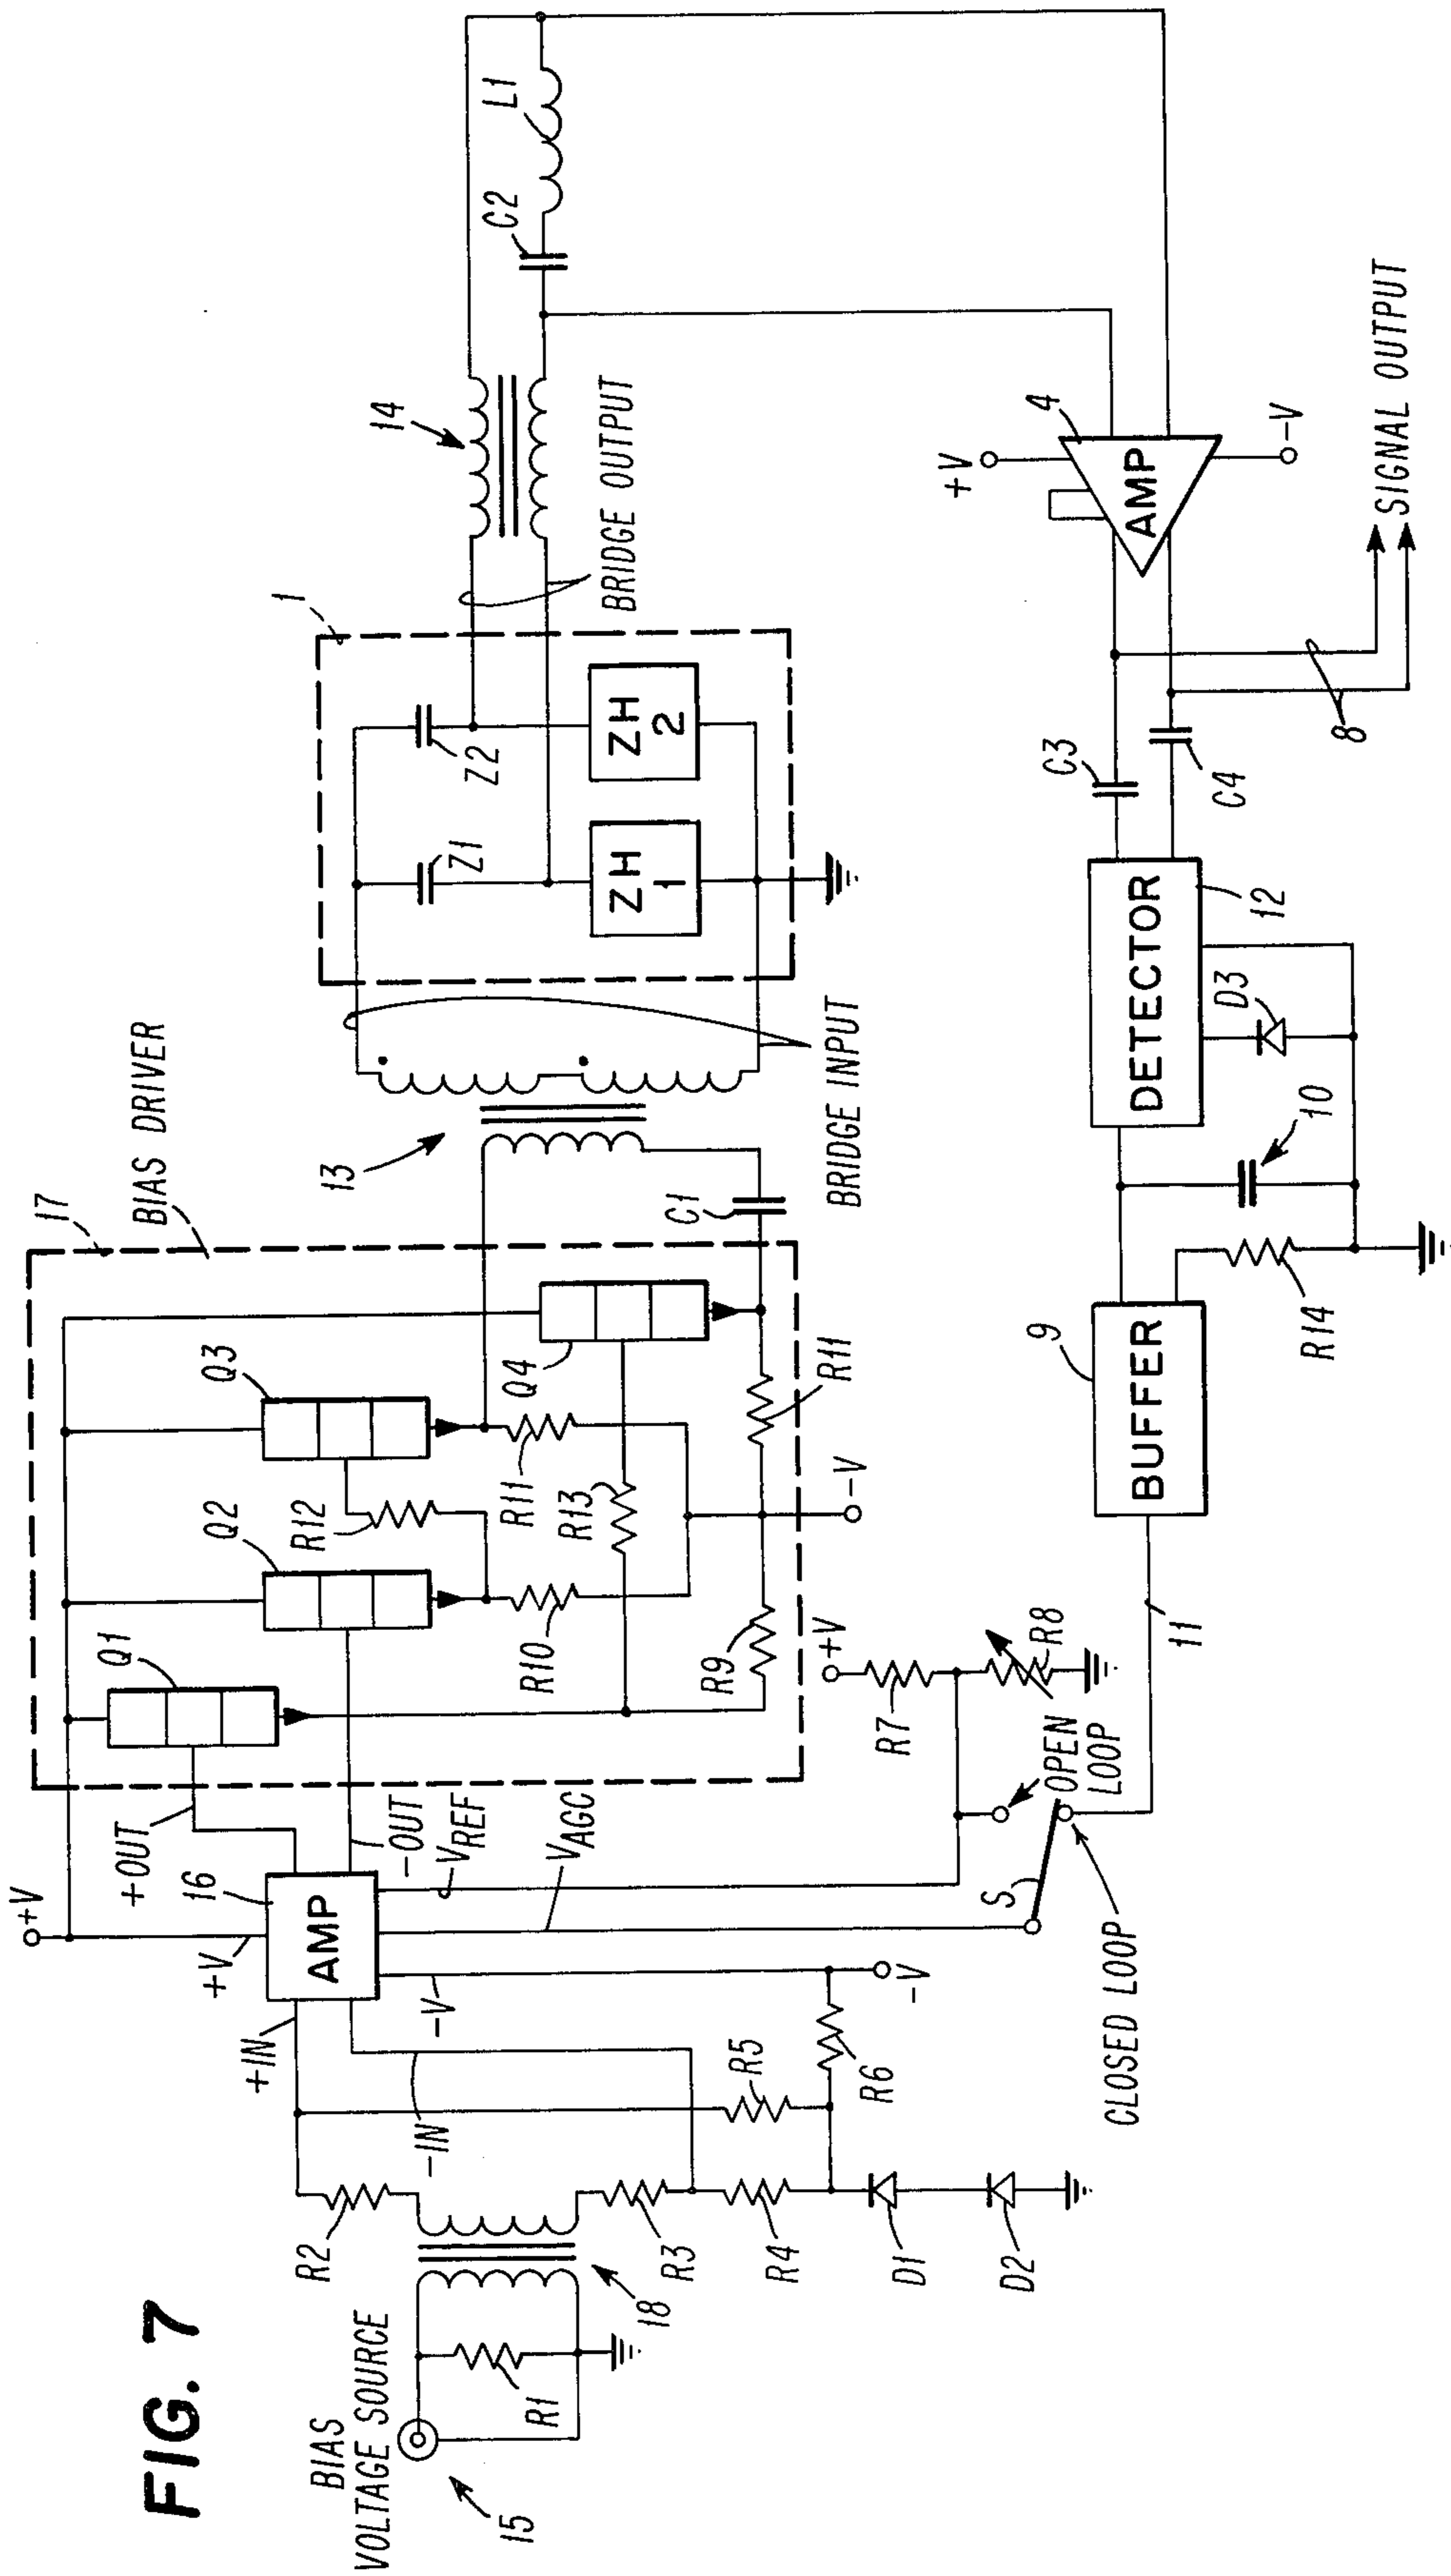 FIG. 7
+V
17
BIAS DRIVER
Q1
Q2
Q3
Q4
R12
R10
R11
R13
R9
R11
-V
13
C1
BRIDGE INPUT
1
Z1
Z2
ZH
1
ZH
2
14
BRIDGE OUTPUT
C2
L1
+OUT
16
+V
AMP
+IN
-IN
-OUT
VREF
VAGC
-V
BIAS
VOLTAGE SOURCE
15
R1
18
R2
R3
R4
R5
R6
-V
D1
D2
+V
R7
R8
OPEN
LOOP
S
CLOSED LOOP
11
9
BUFFER
R14
10
DETECTOR
12
D3
C3
C4
8
SIGNAL OUTPUT
+V
4
AMP
-V